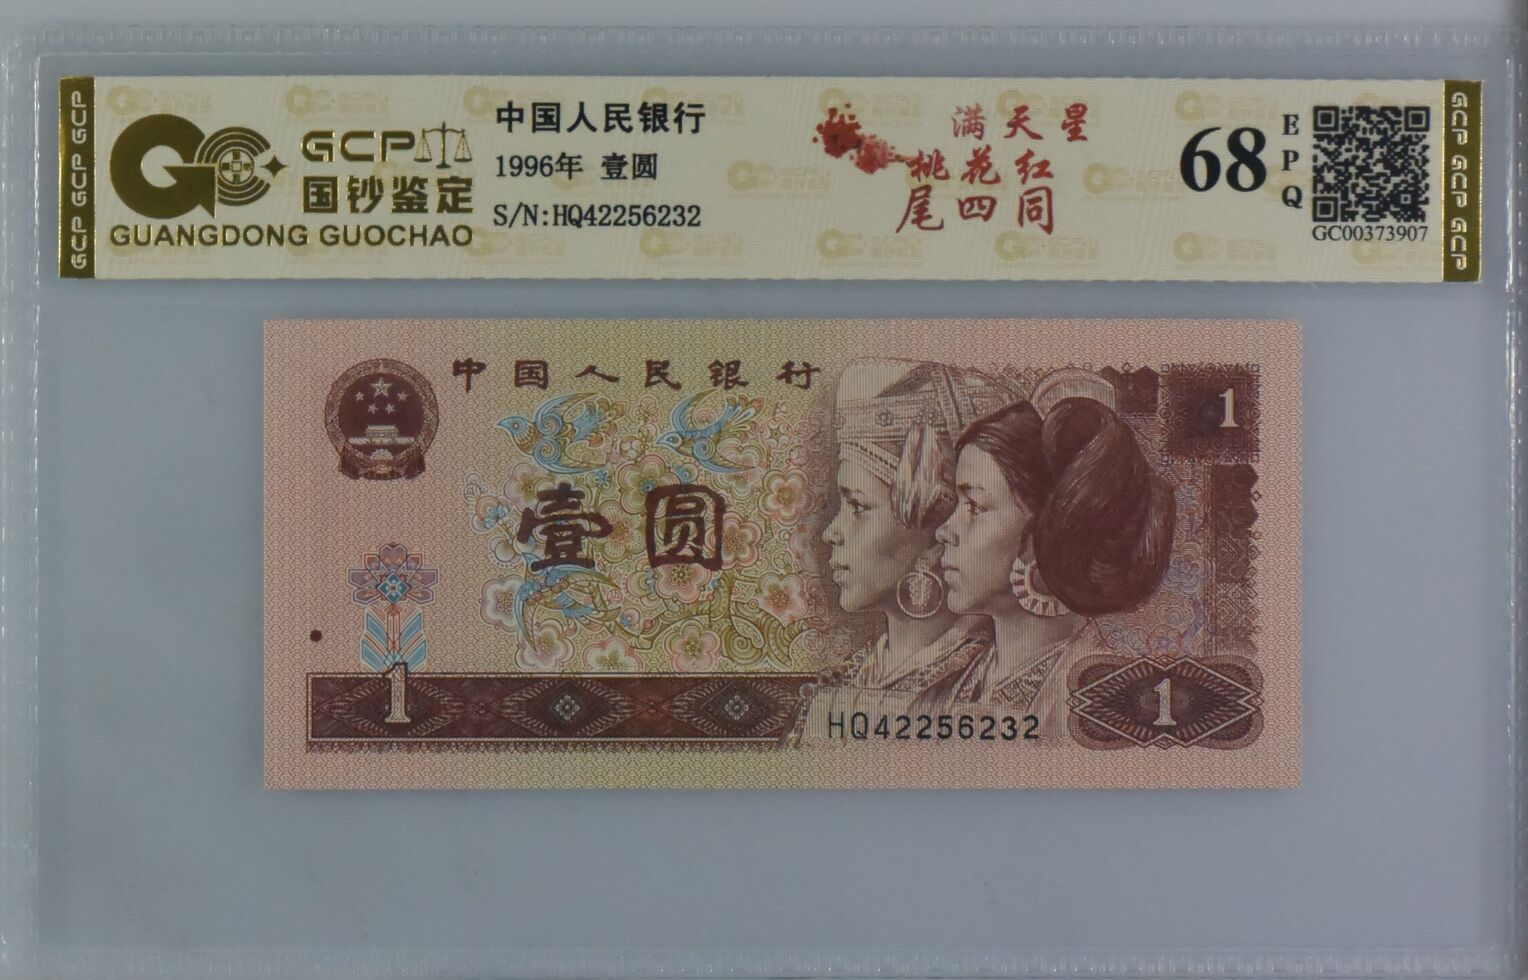 GCP GCP GCP
GCP
国钞鉴定
GUANGDONG GUOCHAO
中国人民银行
1996年 壹圆
S/N:HQ42256232
满天星
桃花红
尾四同
68
EPQ
GC00373907
GCP GCP GCP
中国人民银行
1
壹圆
1
HQ42256232
1